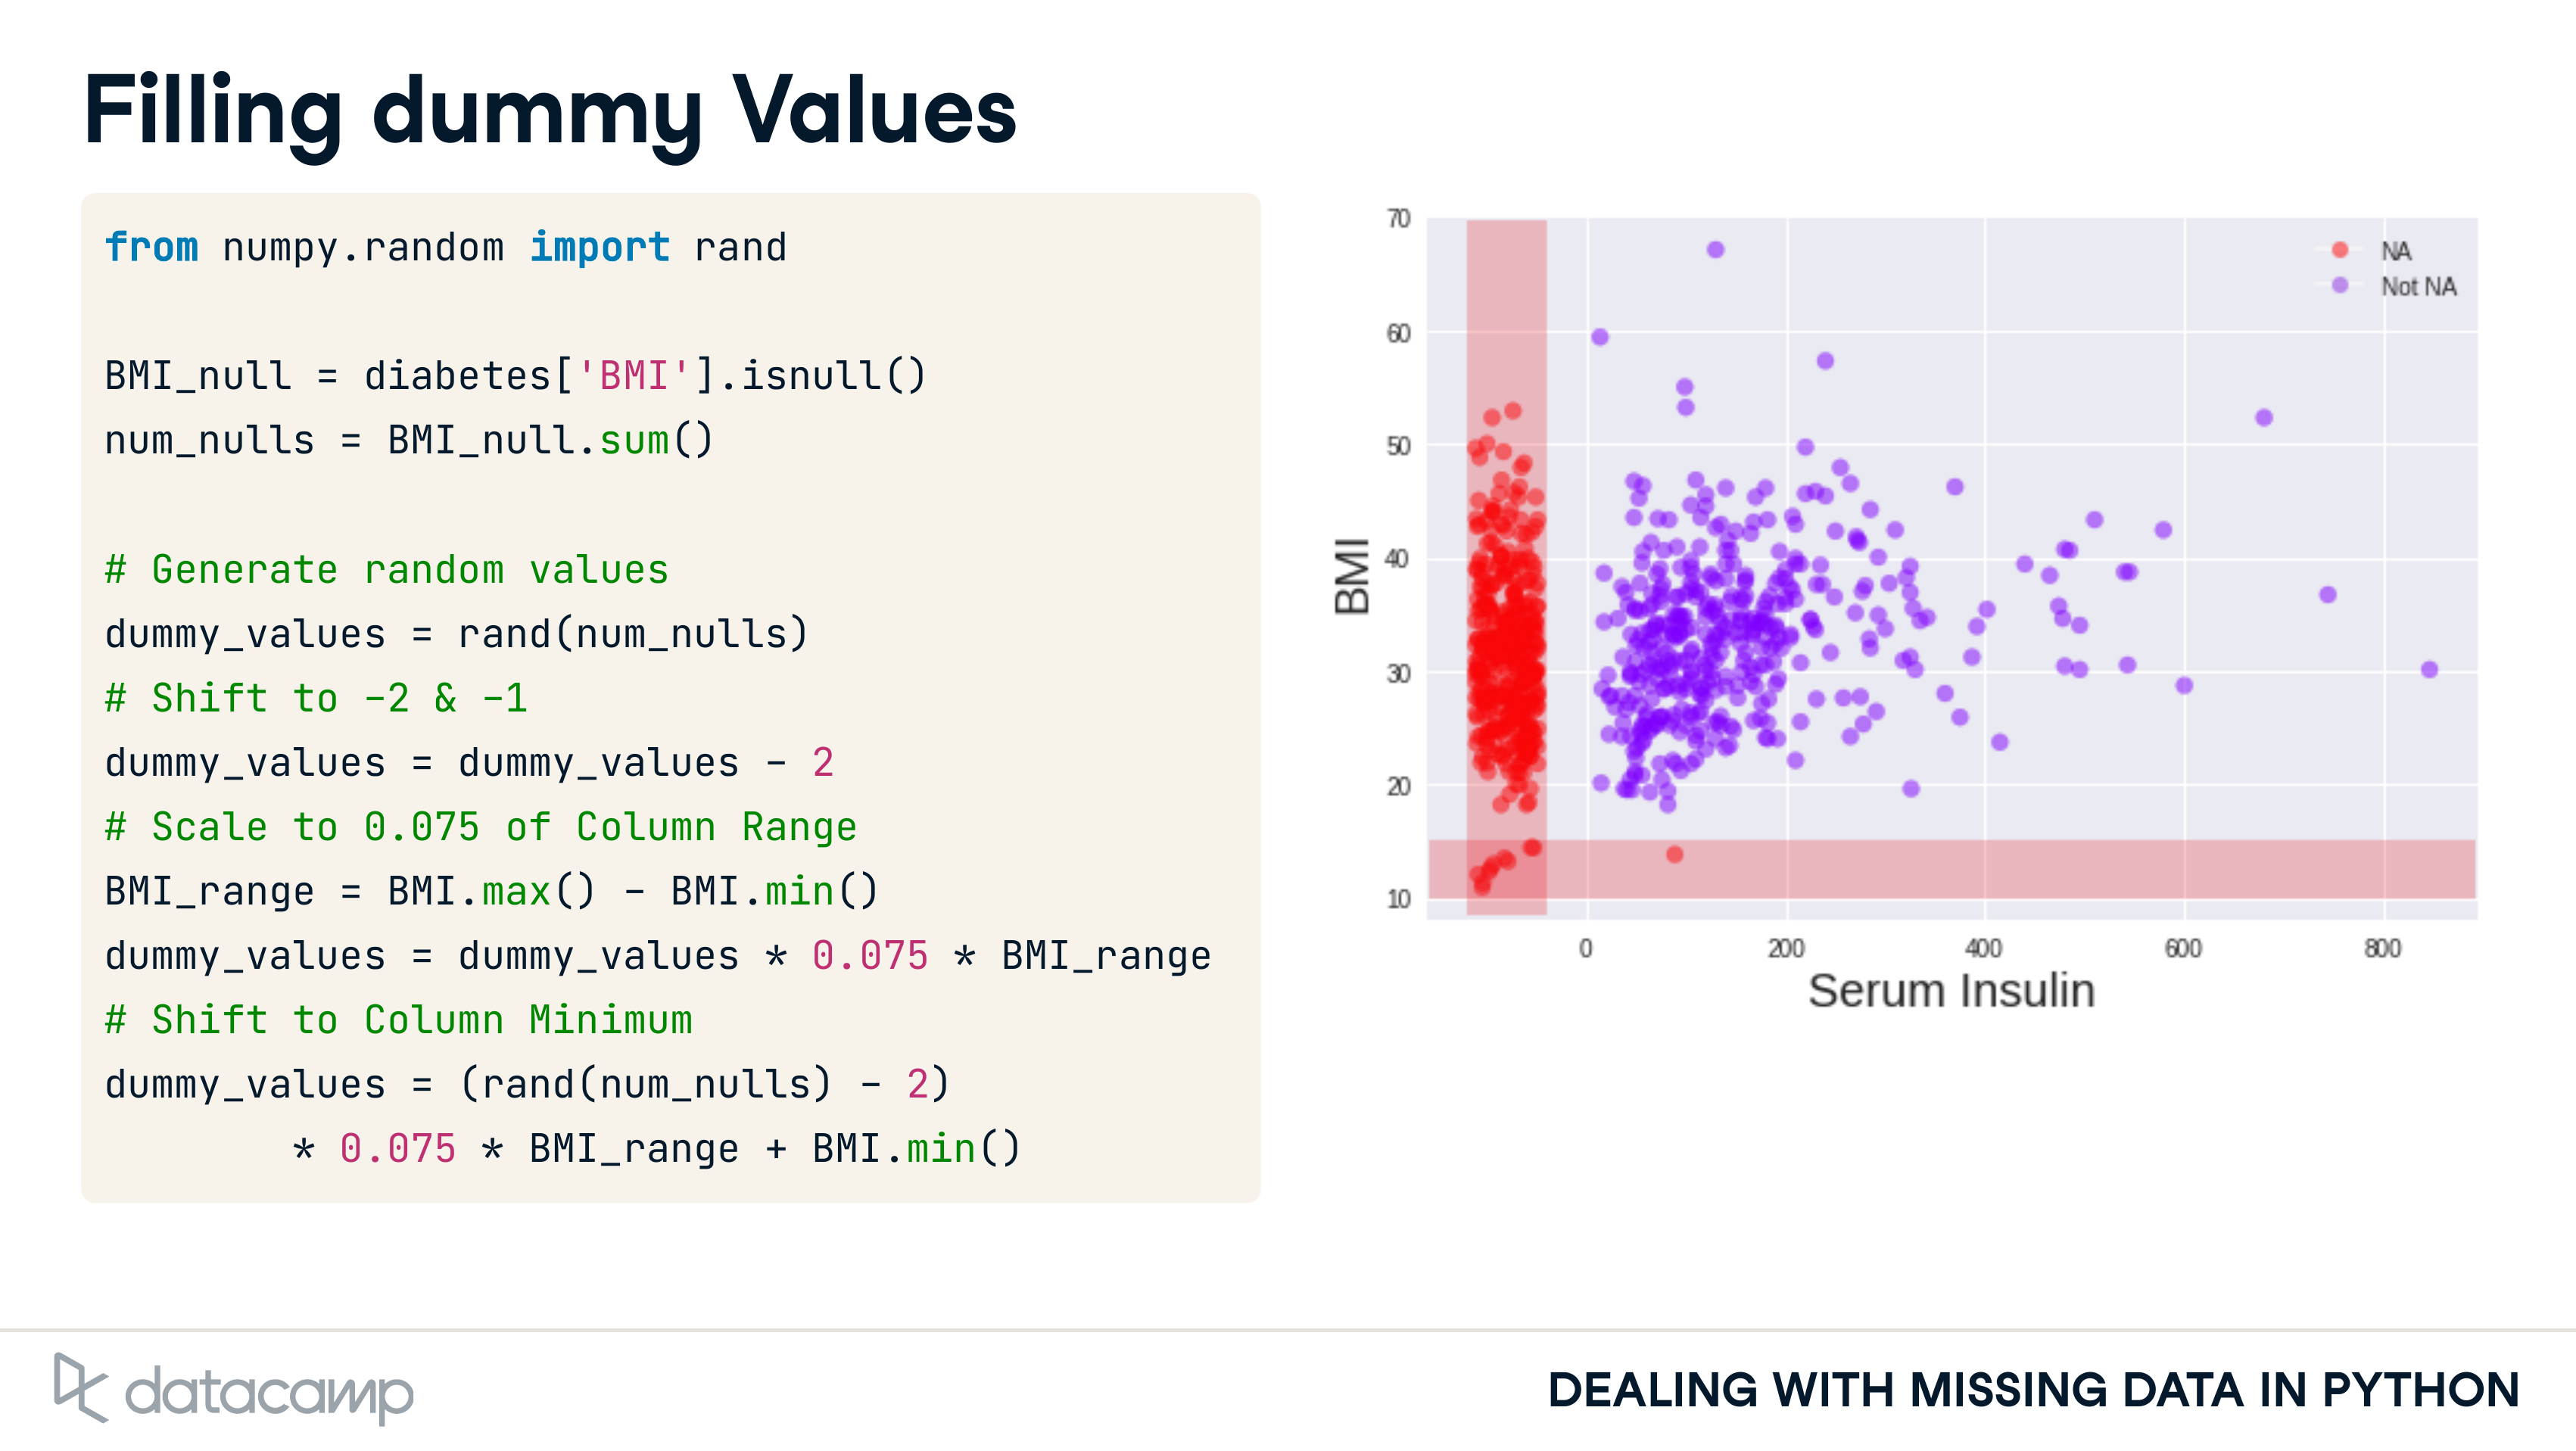 Filling dummy Values
from numpy.random import rand
BMI_null = diabetes['BMI'].isnull()
num_nulls = BMI_null.sum()
# Generate random values
dummy_values = rand(num_nulls)
# Shift to -2 & -1
dummy_values = dummy_values - 2
# Scale to 0.075 of Column Range
BMI_range = BMI.max() - BMI.min()
dummy_values = dummy_values * 0.075 * BMI_range
# Shift to Column Minimum
dummy_values = (rand(num_nulls) - 2)
* 0.075 * BMI_range + BMI.min()
70
60
50
40
30
20
10
BMI
NA
Not NA
0 200 400 600 800
Serum Insulin
datacamp
DEALING WITH MISSING DATA IN PYTHON